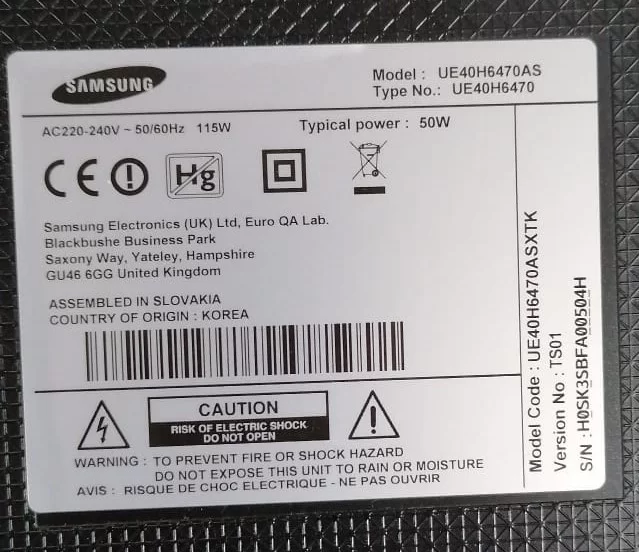 SAMSUNG
Model : UE40H6470AS
Type No.: UE40H6470
AC220-240V ~ 50/60Hz 115W
Typical power : 50W
CE Hg
Samsung Electronics (UK) Ltd, Euro QA Lab.
Blackbushe Business Park
Saxony Way, Yateley, Hampshire
GU46 6GG United Kingdom
ASSEMBLED IN SLOVAKIA
COUNTRY OF ORIGIN : KOREA
CAUTION
RISK OF ELECTRIC SHOCK
DO NOT OPEN
WARNING : TO PREVENT FIRE OR SHOCK HAZARD
DO NOT EXPOSE THIS UNIT TO RAIN OR MOISTURE
AVIS : RISQUE DE CHOC ELECTRIQUE - NE PAS OUVRIR
Model Code : UE40H6470ASXTK
Version No : TS01
S/N : H0SK3SBFA00504H